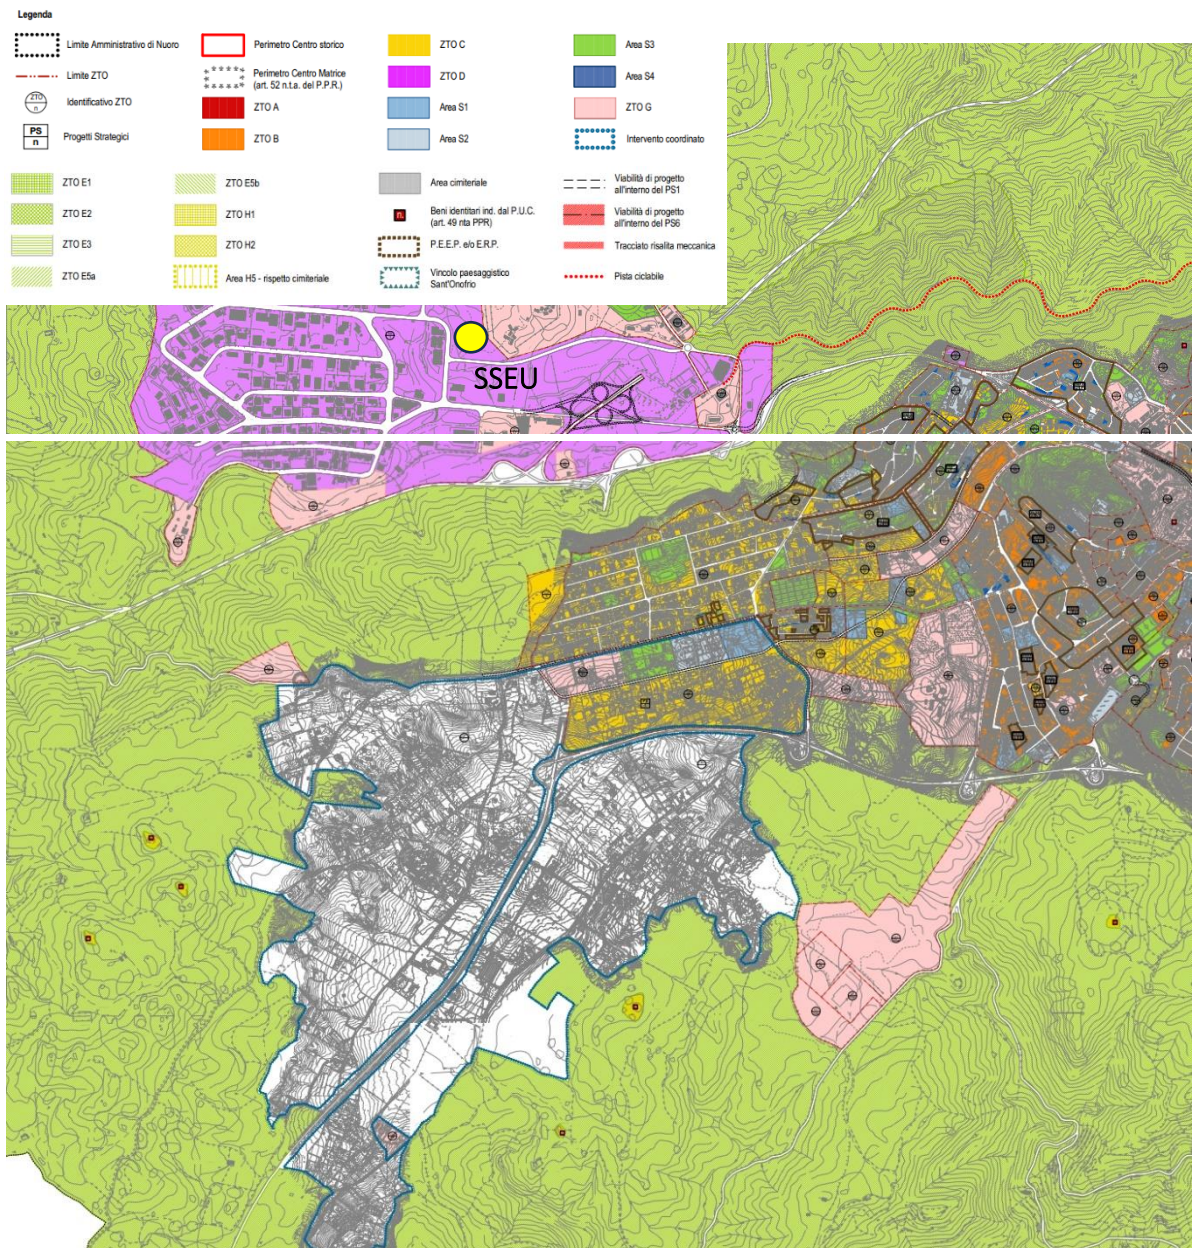 Legenda
Limite Amministrativo di Nuoro
Perimetro Centro storico
ZTO C
Area S3
Limite ZTO
Perimetro Centro Matrice
(art. 52 n.t.a. del P.P.R.)
ZTO D
Area S4
ZTO
n
Identificativo ZTO
ZTO A
Area S1
ZTO G
PS
n
Progetti Strategici
ZTO B
Area S2
Intervento coordinato
ZTO E1
ZTO E5b
Area cimiteriale
Viabilità di progetto
all'interno del PS1
ZTO E2
ZTO H1
n.
Beni identitari ind. dal P.U.C.
(art. 49 nta PPR)
Viabilità di progetto
all'interno del PS6
ZTO E3
ZTO H2
P.E.E.P. e/o E.R.P.
Tracciato risalita meccanica
ZTO E5a
Area H5 - rispetto cimiteriale
Vincolo paesaggistico
Sant'Onofrio
Pista ciclabile
SSEU